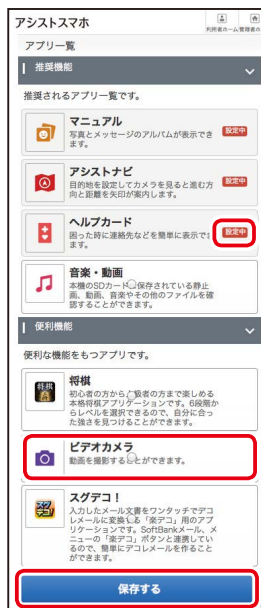 アシストスマホ
利用者のホーム
管理者の
アプリ一覧
推奨機能
推奨されるアプリ一覧です。
マニュアル
写真とメッセージのアルバムが表示でき
ます。
設定中
アシストナビ
目的地を設定してカメラを見ると進む方
向と距離を矢印が案内します。
設定中
ヘルプカード
困った時に連絡先などを簡単に表示でき
ます。
設定中
音楽・動画
本機のSDカードに保存されている静止
画、動画、音楽やその他のファイルを確
認することができます。
便利機能
便利な機能をもつアプリです。
将棋
将棋
初心者の方から、級者の方まで楽しめる
本格将棋アプリケーションです。6段階か
らレベルを選択できるので、自分に合っ
た強さを見つけることができます。
ビデオカメラ
動画を撮影することができます。
楽デコ
スグデコ！
入力したメール文書をワンタッチでデコ
レメールに変換する「楽デコ」用のアプ
リケーションです。SoftBankメール、メ
ニューの「楽デコ」ボタンと連携してい
るので、簡単にデコレメールを作ること
ができます。
保存する